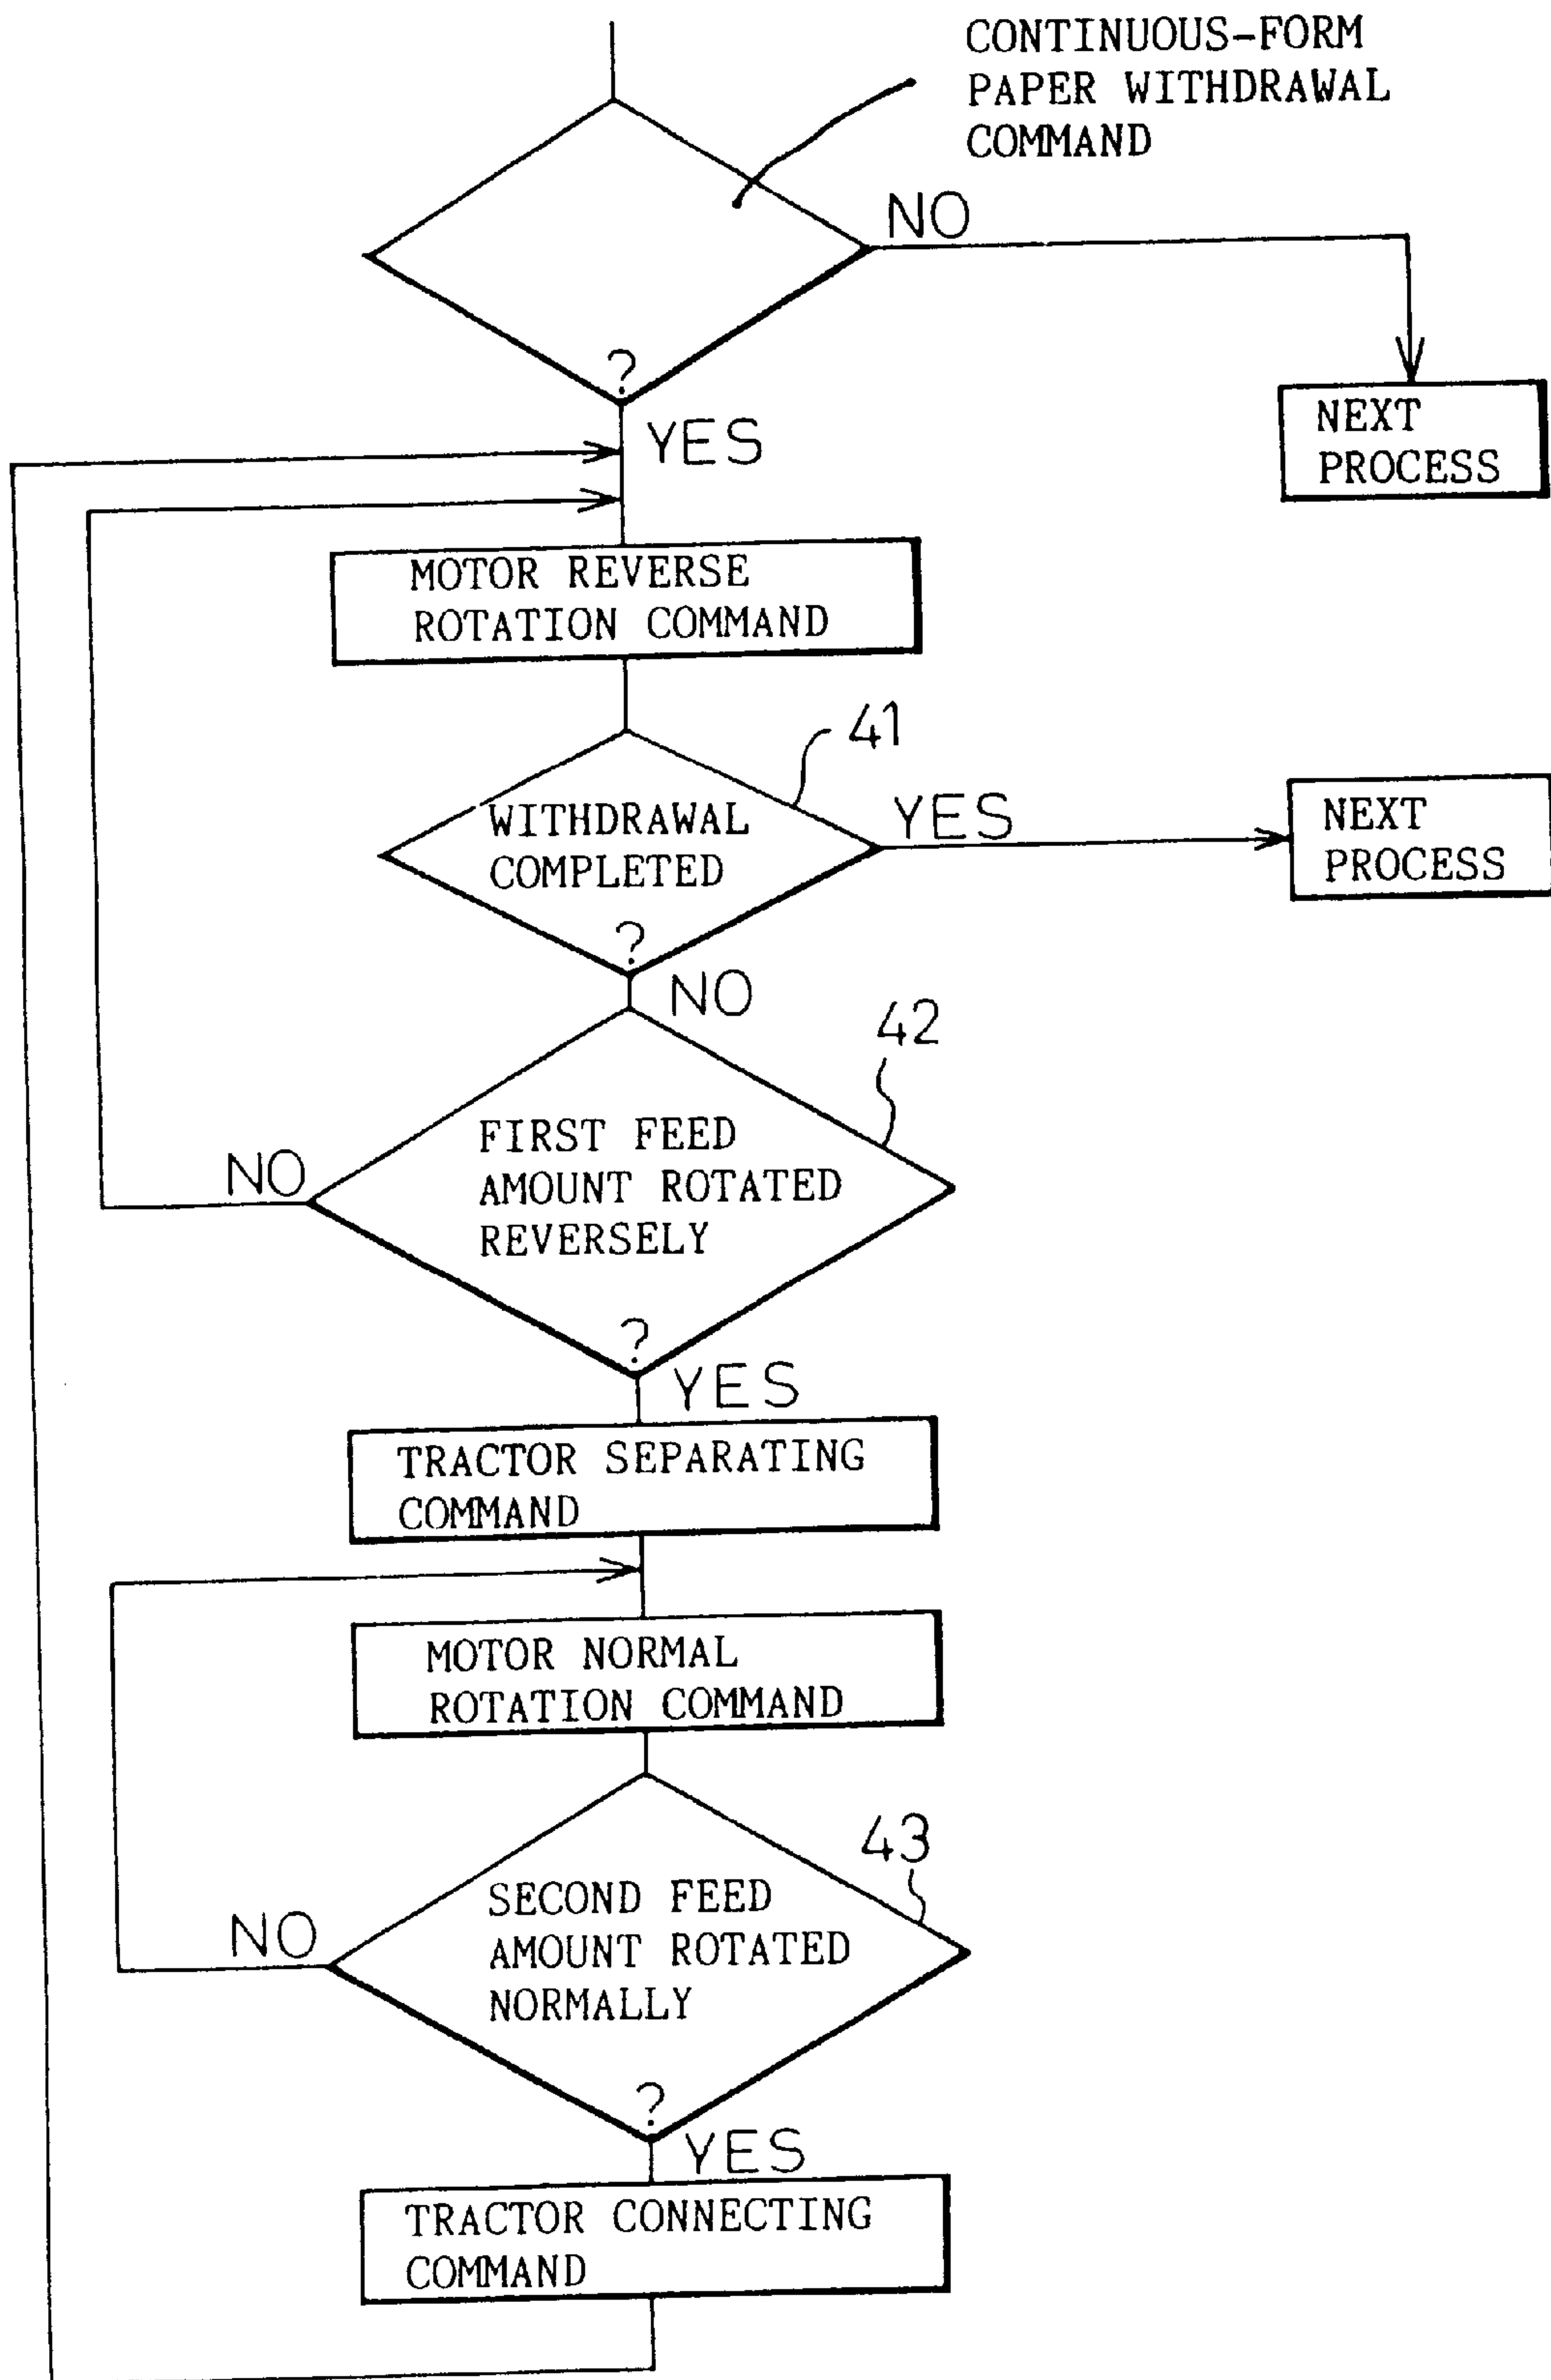 CONTINUOUS-FORM
PAPER WITHDRAWAL
COMMAND
NO
?
YES
NEXT
PROCESS
MOTOR REVERSE
ROTATION COMMAND
41
WITHDRAWAL
COMPLETED
?
YES
NEXT
PROCESS
NO
42
FIRST FEED
AMOUNT ROTATED
REVERSELY
?
NO
YES
TRACTOR SEPARATING
COMMAND
MOTOR NORMAL
ROTATION COMMAND
43
SECOND FEED
AMOUNT ROTATED
NORMALLY
?
NO
YES
TRACTOR CONNECTING
COMMAND